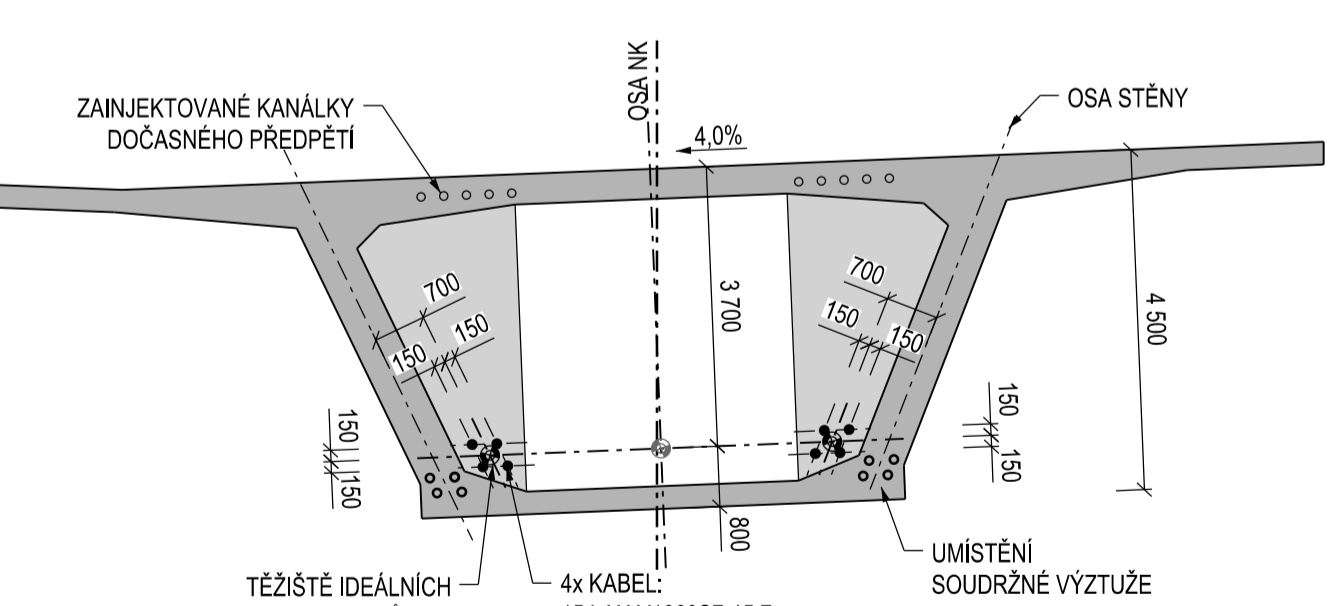 OSA NK
ZAINJEKTOVANÉ KANÁLKY
DOČASNÉHO PŘEDPĚTÍ
4,0%
OSA STĚNY
700
150
150
3 700
700
150
150
4 500
150
150
150
150
800
TĚŽIŠTĚ IDEÁLNÍCH
4x KABEL:
UMÍSTĚNÍ
SOUDRŽNÉ VÝZTUŽE